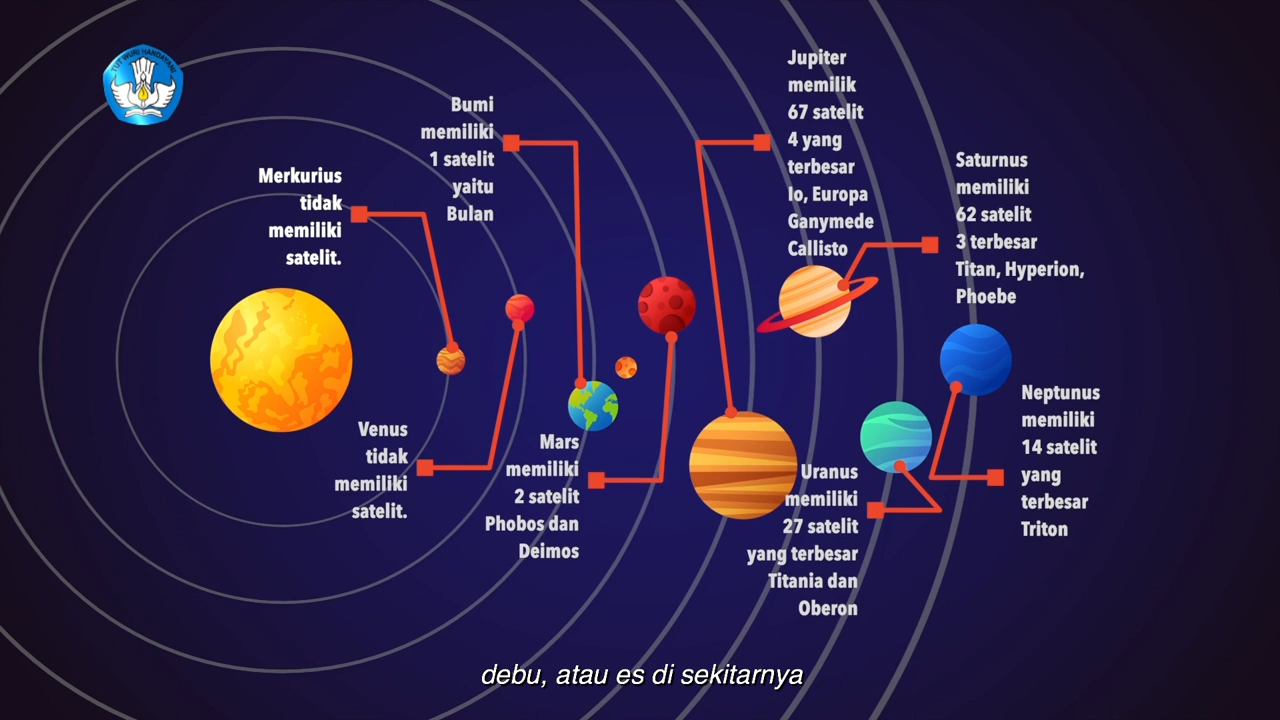 TUT WURI HANDAYANI
Merkurius
tidak
memiliki
satelit.
Venus
tidak
memiliki
satelit.
Bumi
memiliki
1 satelit
yaitu
Bulan
Mars
memiliki
2 satelit
Phobos dan
Deimos
Jupiter
memilik
67 satelit
4 yang
terbesar
Io, Europa
Ganymede
Callisto
Saturnus
memiliki
62 satelit
3 terbesar
Titan, Hyperion,
Phoebe
Uranus
memiliki
27 satelit
yang terbesar
Titania dan
Oberon
Neptunus
memiliki
14 satelit
yang
terbesar
Triton
debu, atau es di sekitarnya